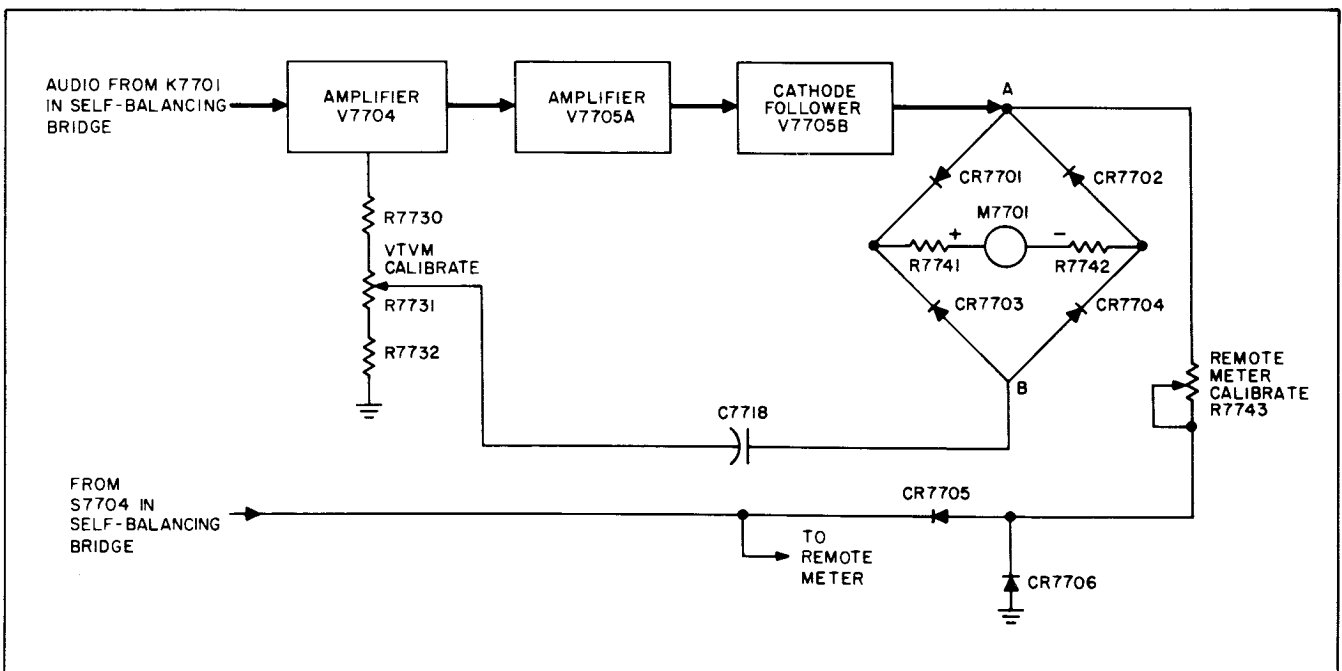 AUDIO FROM K7701
IN SELF-BALANCING
BRIDGE
AMPLIFIER
V7704
AMPLIFIER
V7705A
CATHODE
FOLLOWER
V7705B
A
CR7701
CR7702
M7701
+
-
R7741
R7742
CR7703
CR7704
B
R7730
VTVM
CALIBRATE
R7731
R7732
C7718
REMOTE
METER
CALIBRATE
R7743
FROM
S7704 IN
SELF-BALANCING
BRIDGE
CR7705
TO
REMOTE
METER
CR7706